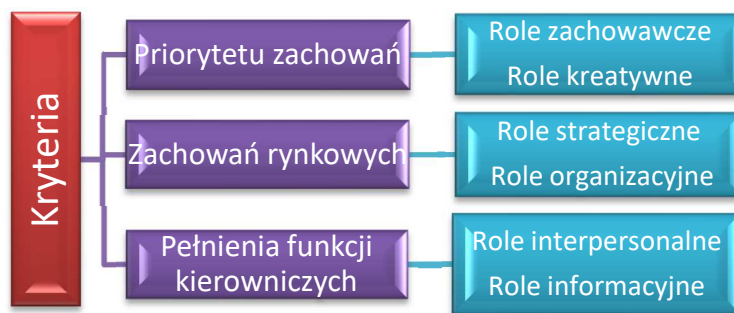 Kryteria
Priorytetu zachowań
Role zachowawcze
Role kreatywne
Zachowań rynkowych
Role strategiczne
Role organizacyjne
Pełnienia funkcji
kierowniczych
Role interpersonalne
Role informacyjne